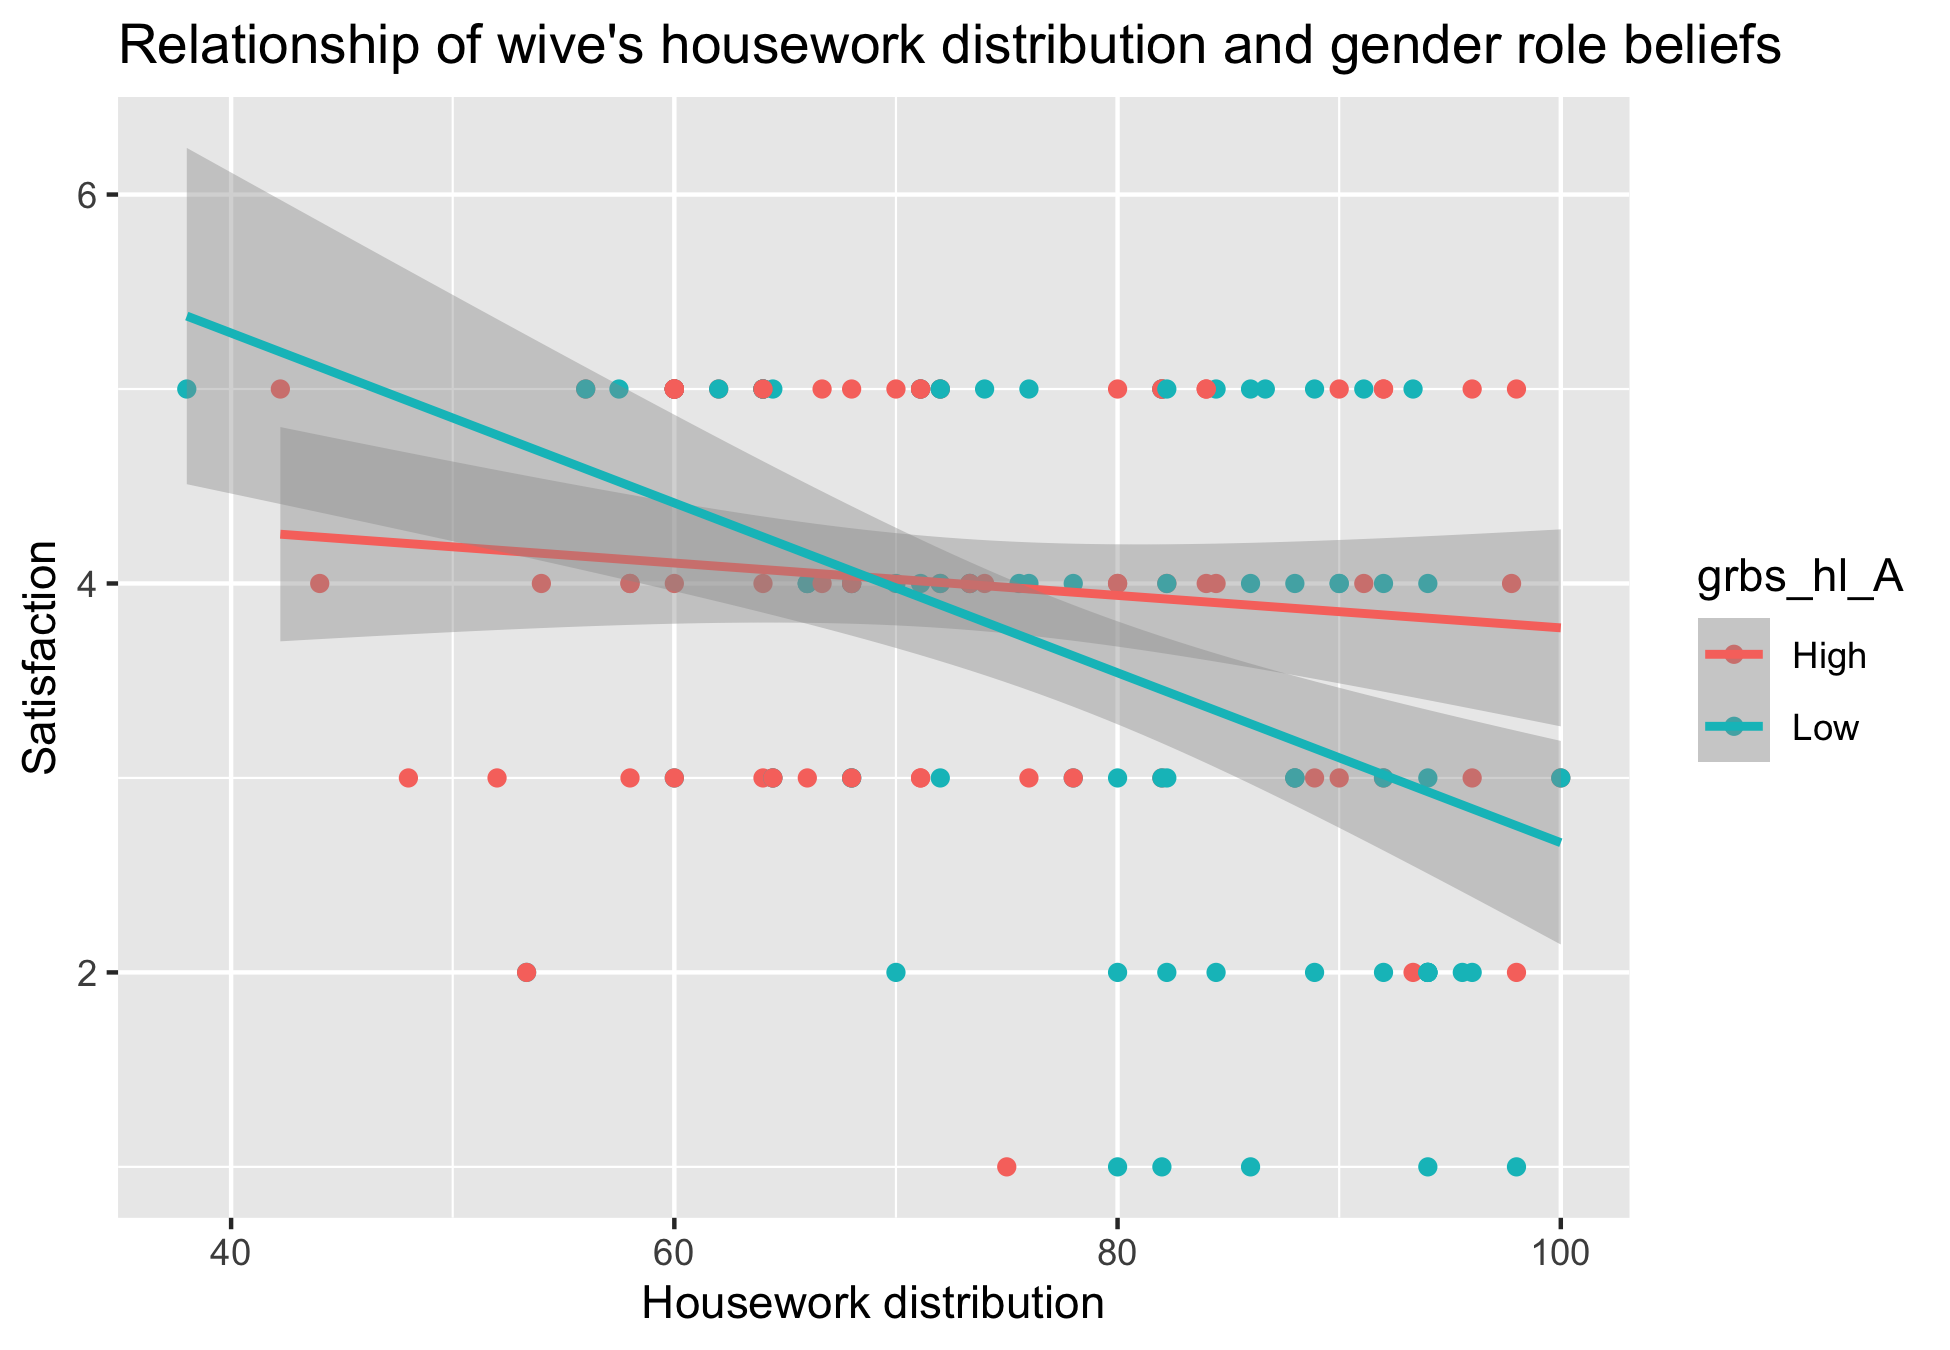 Relationship of wive's housework distribution and gender role beliefs
6
4
2
Satisfaction
40 60 80 100
Housework distribution
grbs_hl_A
High
Low